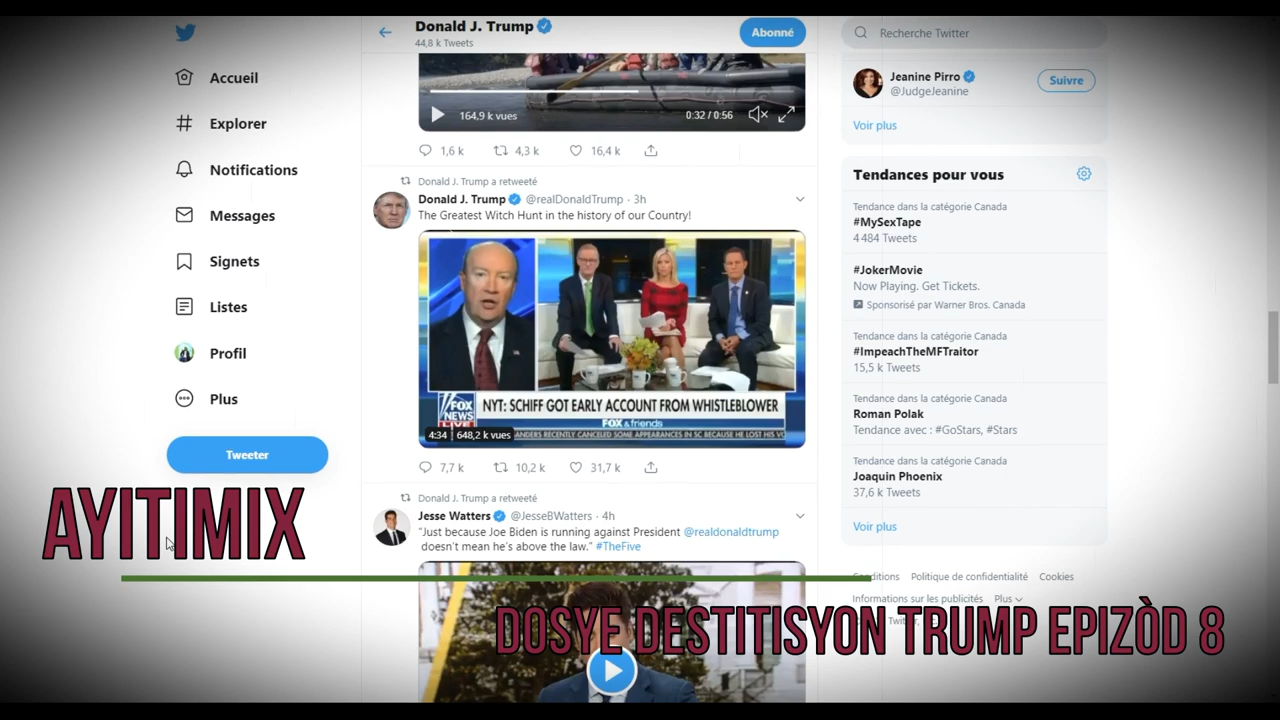 Accueil
Explorer
Notifications
Messages
Signets
Listes
Profil
Plus
Tweeter
Donald J. Trump
44,8 k Tweets
Abonné
164,9 k vues
0:32 / 0:56
1,6 k 4,3 k 16,4 k
Donald J. Trump a retweeté
Donald J. Trump @realDonaldTrump · 3h
The Greatest Witch Hunt in the history of our Country!
FOX NEWS LIVE
NYT: SCHIFF GOT EARLY ACCOUNT FROM WHISTLEBLOWER
FOX & friends
4:34 648,2 k vues
ANDERS RECENTLY CANCELED SOME APPEARANCES IN SC BECAUSE HE LOST HIS VO
7,7 k 10,2 k 31,7 k
Donald J. Trump a retweeté
Jesse Watters @JesseBWatters · 4h
"Just because Joe Biden is running against President @realdonaldtrump
doesn't mean he's above the law." #TheFive
Recherche Twitter
Jeanine Pirro
@JudgeJeanine
Suivre
Voir plus
Tendances pour vous
Tendance dans la catégorie Canada
#MySexTape
4 484 Tweets
#JokerMovie
Now Playing. Get Tickets.
Sponsorisé par Warner Bros. Canada
Tendance dans la catégorie Canada
#ImpeachTheMFTraitor
15,5 k Tweets
Tendance dans la catégorie Canada
Roman Polak
Tendance avec : #GoStars, #Stars
Tendance dans la catégorie Canada
Joaquin Phoenix
37,6 k Tweets
Voir plus
Conditions Politique de confidentialité Cookies
Informations sur les publicités Plus
AYITIMIX
DOSYE DESTITISYON TRUMP EPIZÒD 8